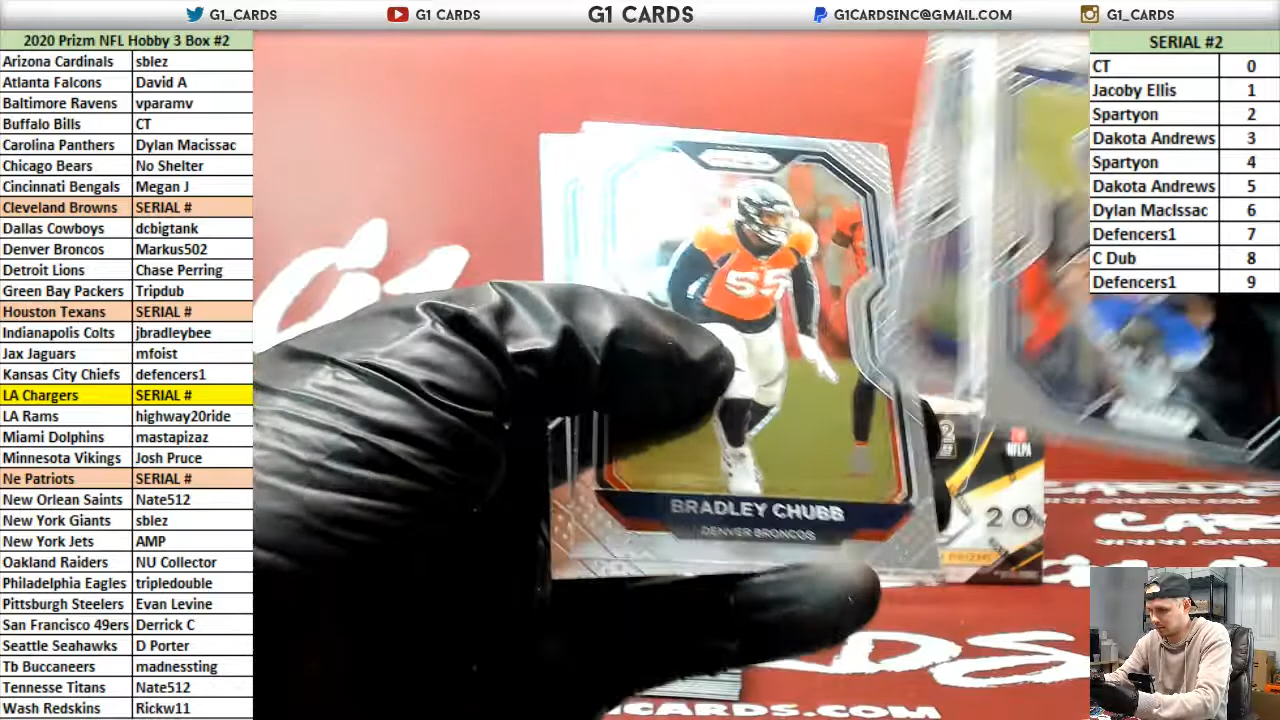 G1_CARDS
G1 CARDS
G1 CARDS
G1CARDSINC@GMAIL.COM
G1_CARDS
2020 Prizm NFL Hobby 3 Box #2
Arizona Cardinals sblez
Atlanta Falcons David A
Baltimore Ravens vparamv
Buffalo Bills CT
Carolina Panthers Dylan Macissac
Chicago Bears No Shelter
Cincinnati Bengals Megan J
Cleveland Browns SERIAL #
Dallas Cowboys dcbigtank
Denver Broncos Markus502
Detroit Lions Chase Perring
Green Bay Packers Tripdub
Houston Texans SERIAL #
Indianapolis Colts jbradleybee
Jax Jaguars mfoist
Kansas City Chiefs defencers1
LA Chargers SERIAL #
LA Rams highway20ride
Miami Dolphins mastapizaz
Minnesota Vikings Josh Pruce
Ne Patriots SERIAL #
New Orlean Saints Nate512
New York Giants sblez
New York Jets AMP
Oakland Raiders NU Collector
Philadelphia Eagles tripledouble
Pittsburgh Steelers Evan Levine
San Francisco 49ers Derrick C
Seattle Seahawks D Porter
Tb Buccaneers madnessting
Tennesse Titans Nate512
Wash Redskins Rickw11
SERIAL #2
CT 0
Jacoby Ellis 1
Spartyon 2
Dakota Andrews 3
Spartyon 4
Dakota Andrews 5
Dylan MacIssac 6
Defencers1 7
C Dub 8
Defencers1 9
55
BRADLEY CHUBB
DENVER BRONCOS
NFLPA
20